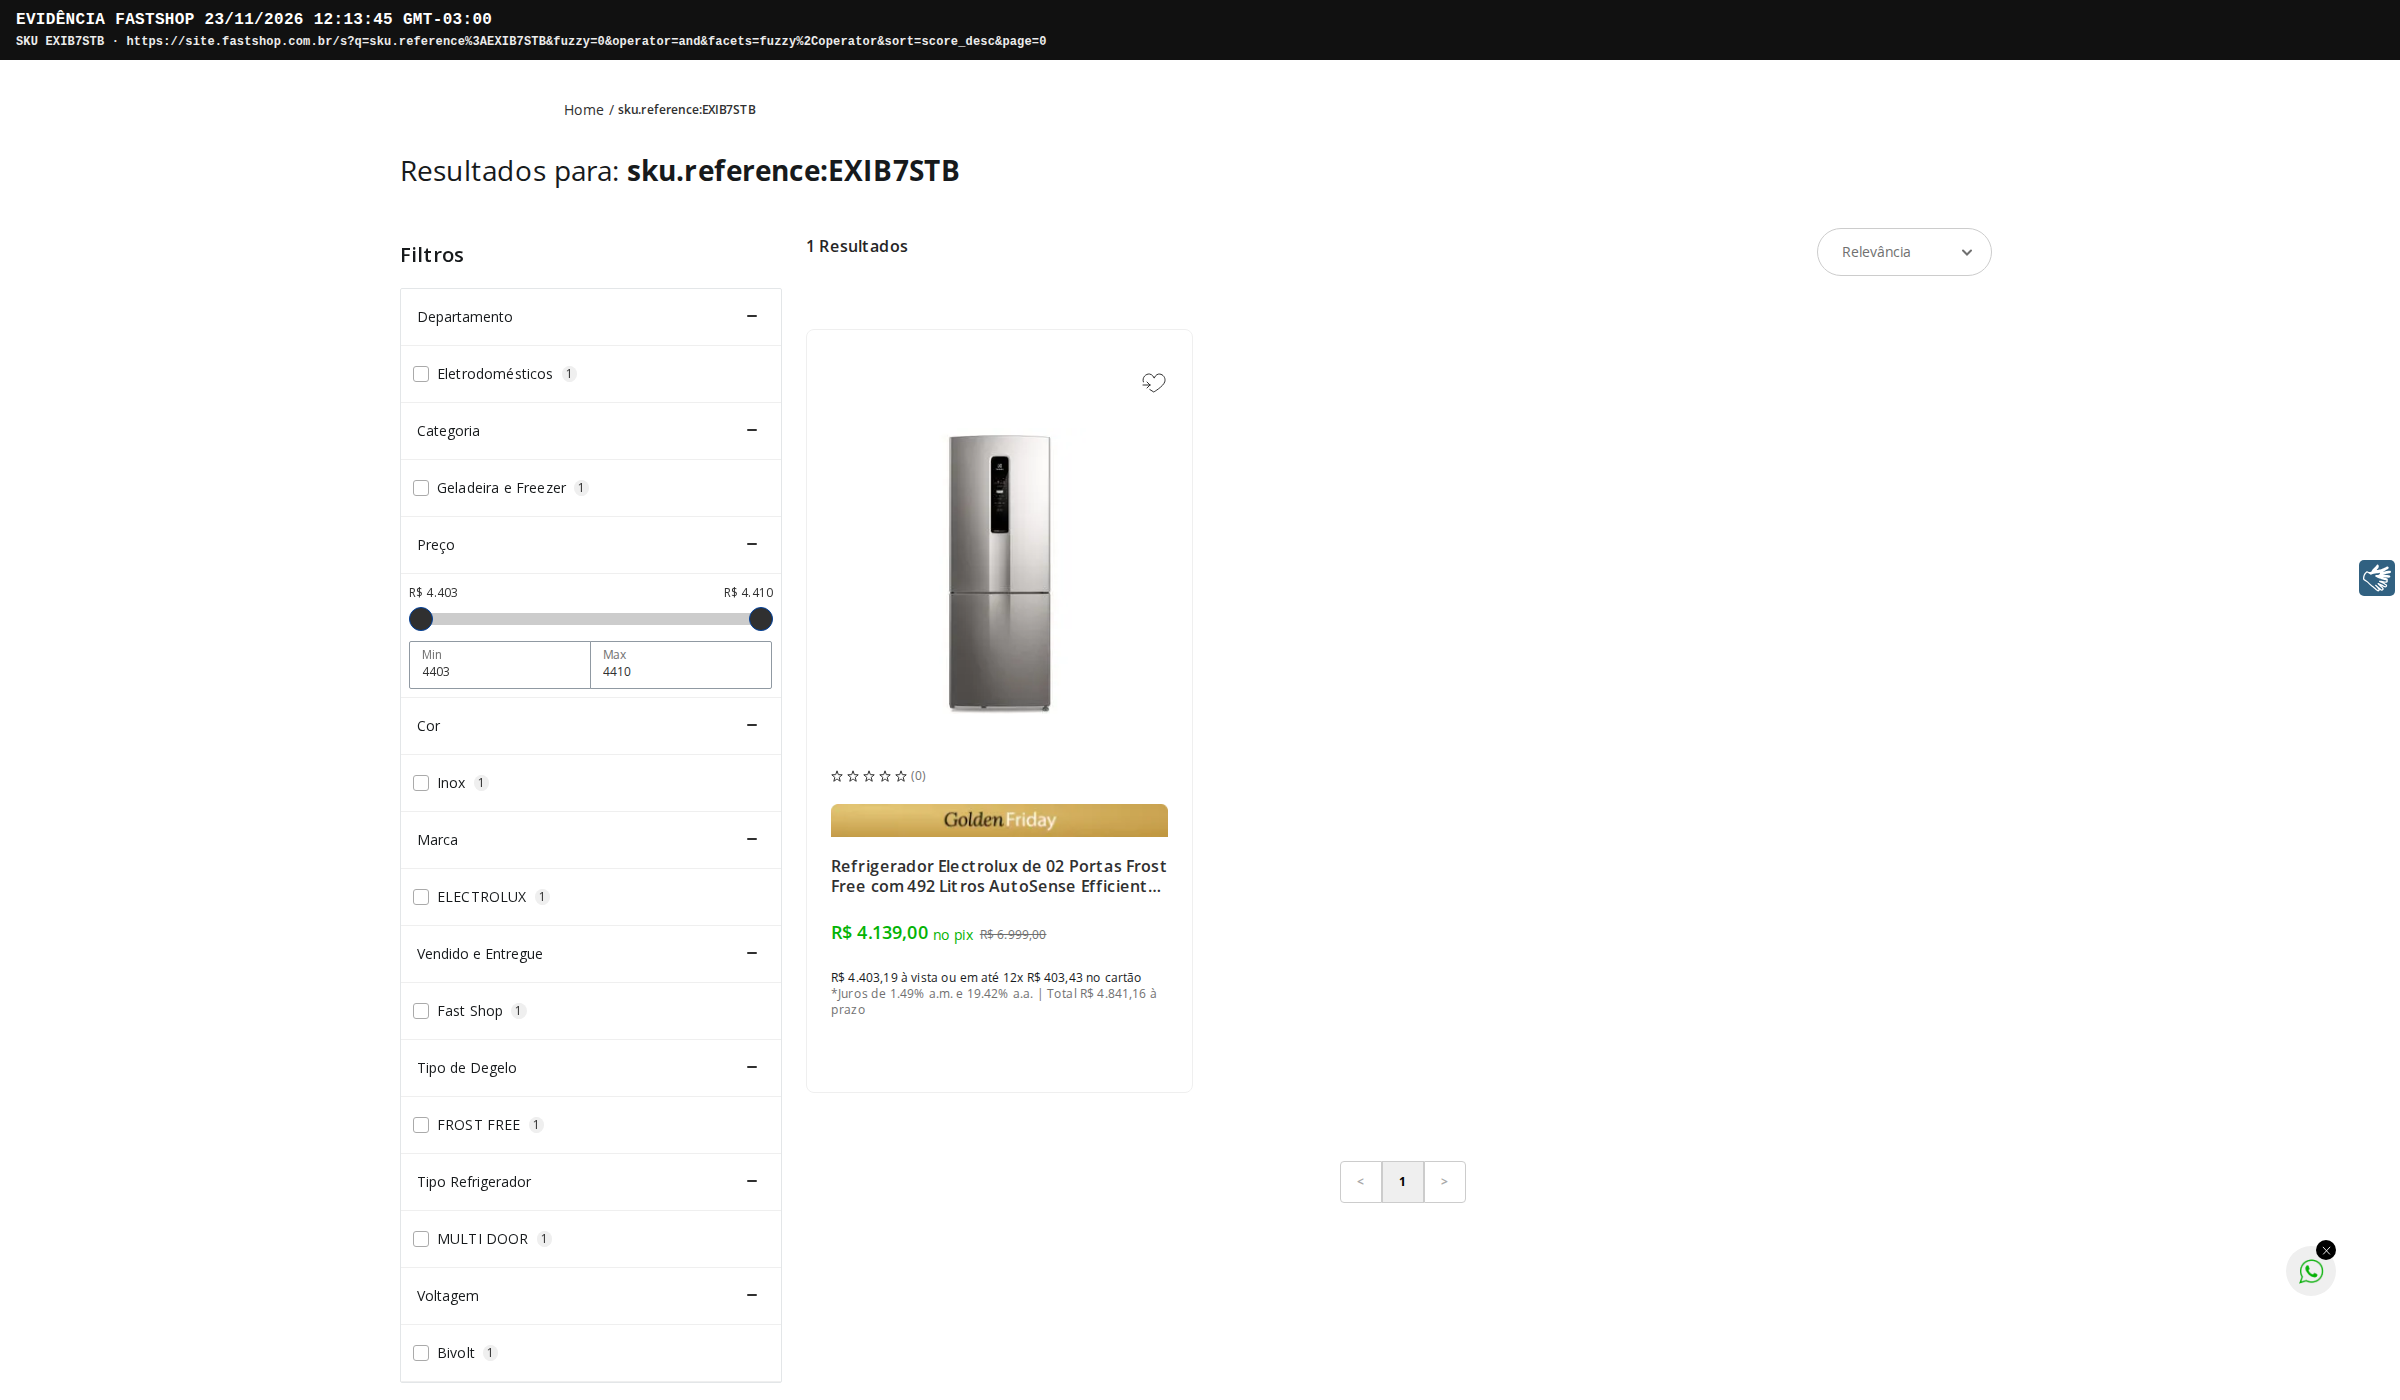 EVIDÊNCIA FASTSHOP 23/11/2026 12:13:45 GMT-03:00
SKU EXIB7STB · https://site.fastshop.com.br/s?q=sku.reference%3AEXIB7STB&fuzzy=0&operator=and&facets=fuzzy%2Coperator&sort=score_desc&page=0
Home / sku.reference:EXIB7STB
Resultados para: sku.reference:EXIB7STB
Filtros
Departamento
Eletrodomésticos 1
Categoria
Geladeira e Freezer 1
Preço
R$ 4.403 R$ 4.410
Min Max
4403 4410
Cor
Inox 1
Marca
ELECTROLUX 1
Vendido e Entregue
Fast Shop 1
Tipo de Degelo
FROST FREE 1
Tipo Refrigerador
MULTI DOOR 1
Voltagem
Bivolt 1
1 Resultados
Relevância
(0)
Golden Friday
Refrigerador Electrolux de 02 Portas Frost
Free com 492 Litros AutoSense Efficient...
R$ 4.139,00 no pix R$ 6.999,00
R$ 4.403,19 à vista ou em até 12x R$ 403,43 no cartão
*Juros de 1.49% a.m. e 19.42% a.a. | Total R$ 4.841,16 à
prazo
< 1 >